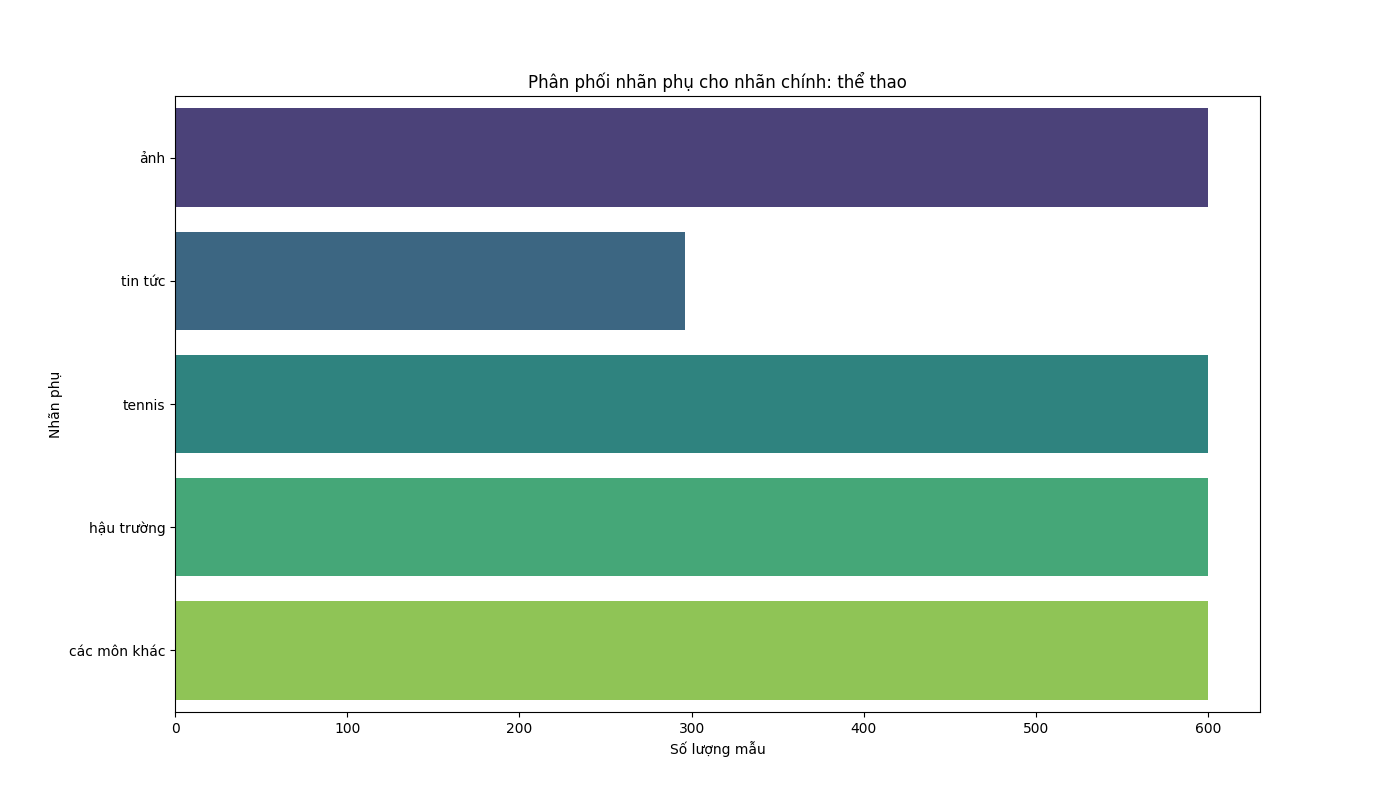 Phân phối nhãn phụ cho nhãn chính: thể thao
ảnh
tin tức
tennis
hậu trường
các môn khác
Nhãn phụ
0 100 200 300 400 500 600
Số lượng mẫu